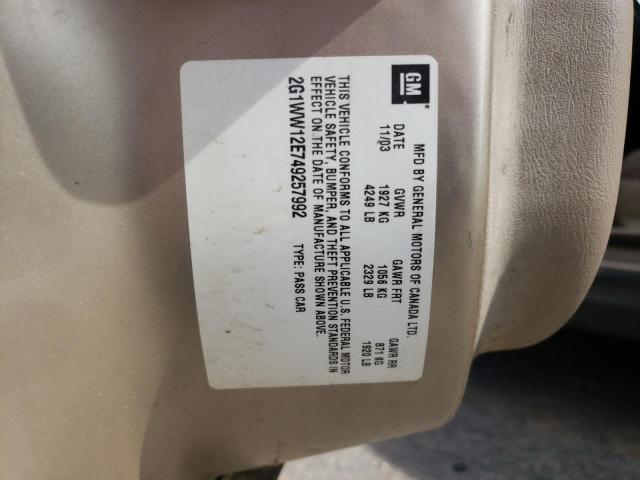 GM
MFD BY GENERAL MOTORS OF CANADA LTD.
DATE GVWR GAWR FRT GAWR RR
11/03 1927 KG 1056 KG 871 KG
4249 LB 2329 LB 1920 LB
THIS VEHICLE CONFORMS TO ALL APPLICABLE U.S. FEDERAL MOTOR
VEHICLE SAFETY, BUMPER, AND THEFT PREVENTION STANDARDS IN
EFFECT ON THE DATE OF MANUFACTURE SHOWN ABOVE.
2G1WW12E749257992 TYPE: PASS CAR